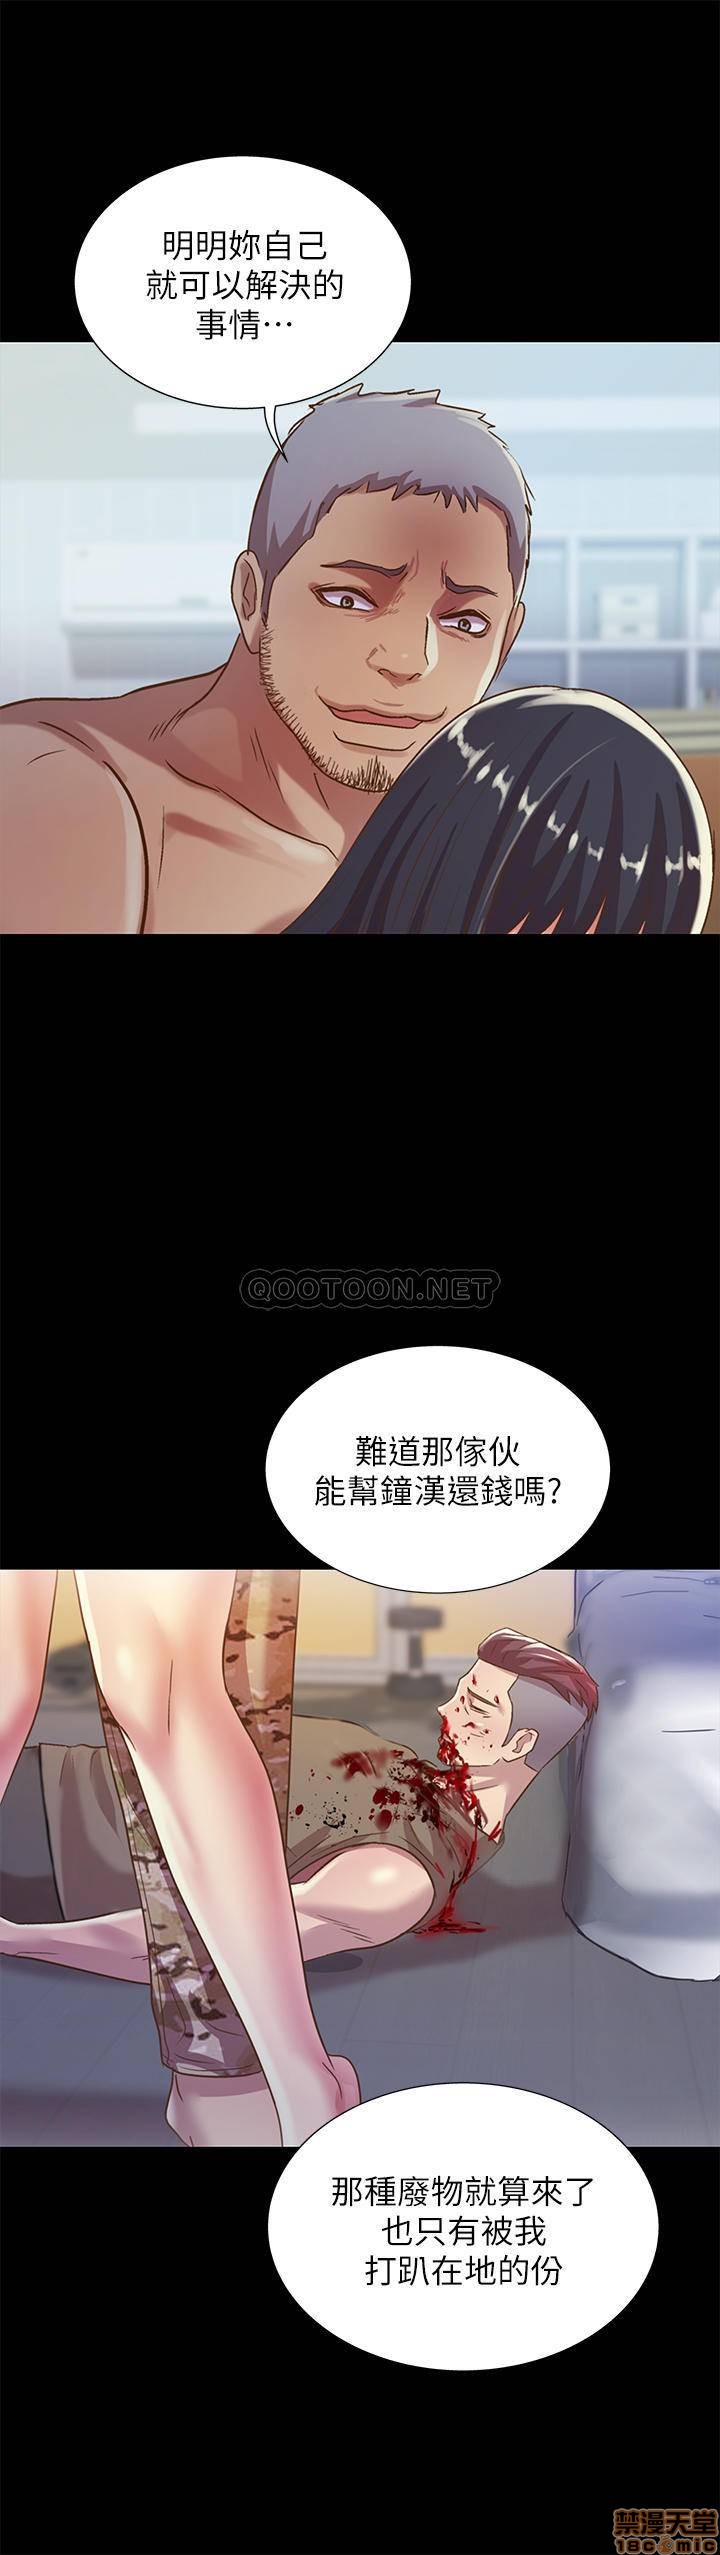 明明妳自己
就可以解決的
事情…
QOOTOON.NET
難道那傢伙
能幫鐘漢還錢嗎?
那種廢物就算來了
也只有被我
打趴在地的份
禁漫天堂
18comic